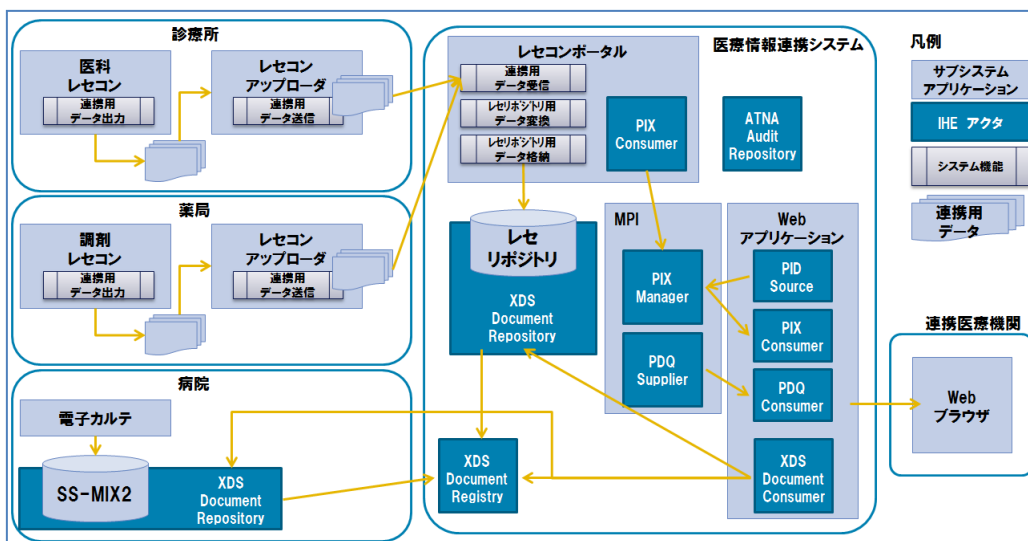 診療所
医科
レセコン
連携用
データ出力
レセコン
アップローダ
連携用
データ送信
薬局
調剤
レセコン
連携用
データ出力
レセコン
アップローダ
連携用
データ送信
病院
電子カルテ
SS-MIX2
XDS
Document
Repository
医療情報連携システム
レセコンポータル
連携用
データ受信
レセリポジトリ用
データ変換
レセリポジトリ用
データ格納
PIX
Consumer
ATNA
Audit
Repository
レセ
リポジトリ
XDS
Document
Repository
MPI
PIX
Manager
PDQ
Supplier
Web
アプリケーション
PID
Source
PIX
Consumer
PDQ
Consumer
XDS
Document
Consumer
XDS
Document
Registry
凡例
サブシステム
アプリケーション
IHE アクタ
システム機能
連携用
データ
連携医療機関
Web
ブラウザ